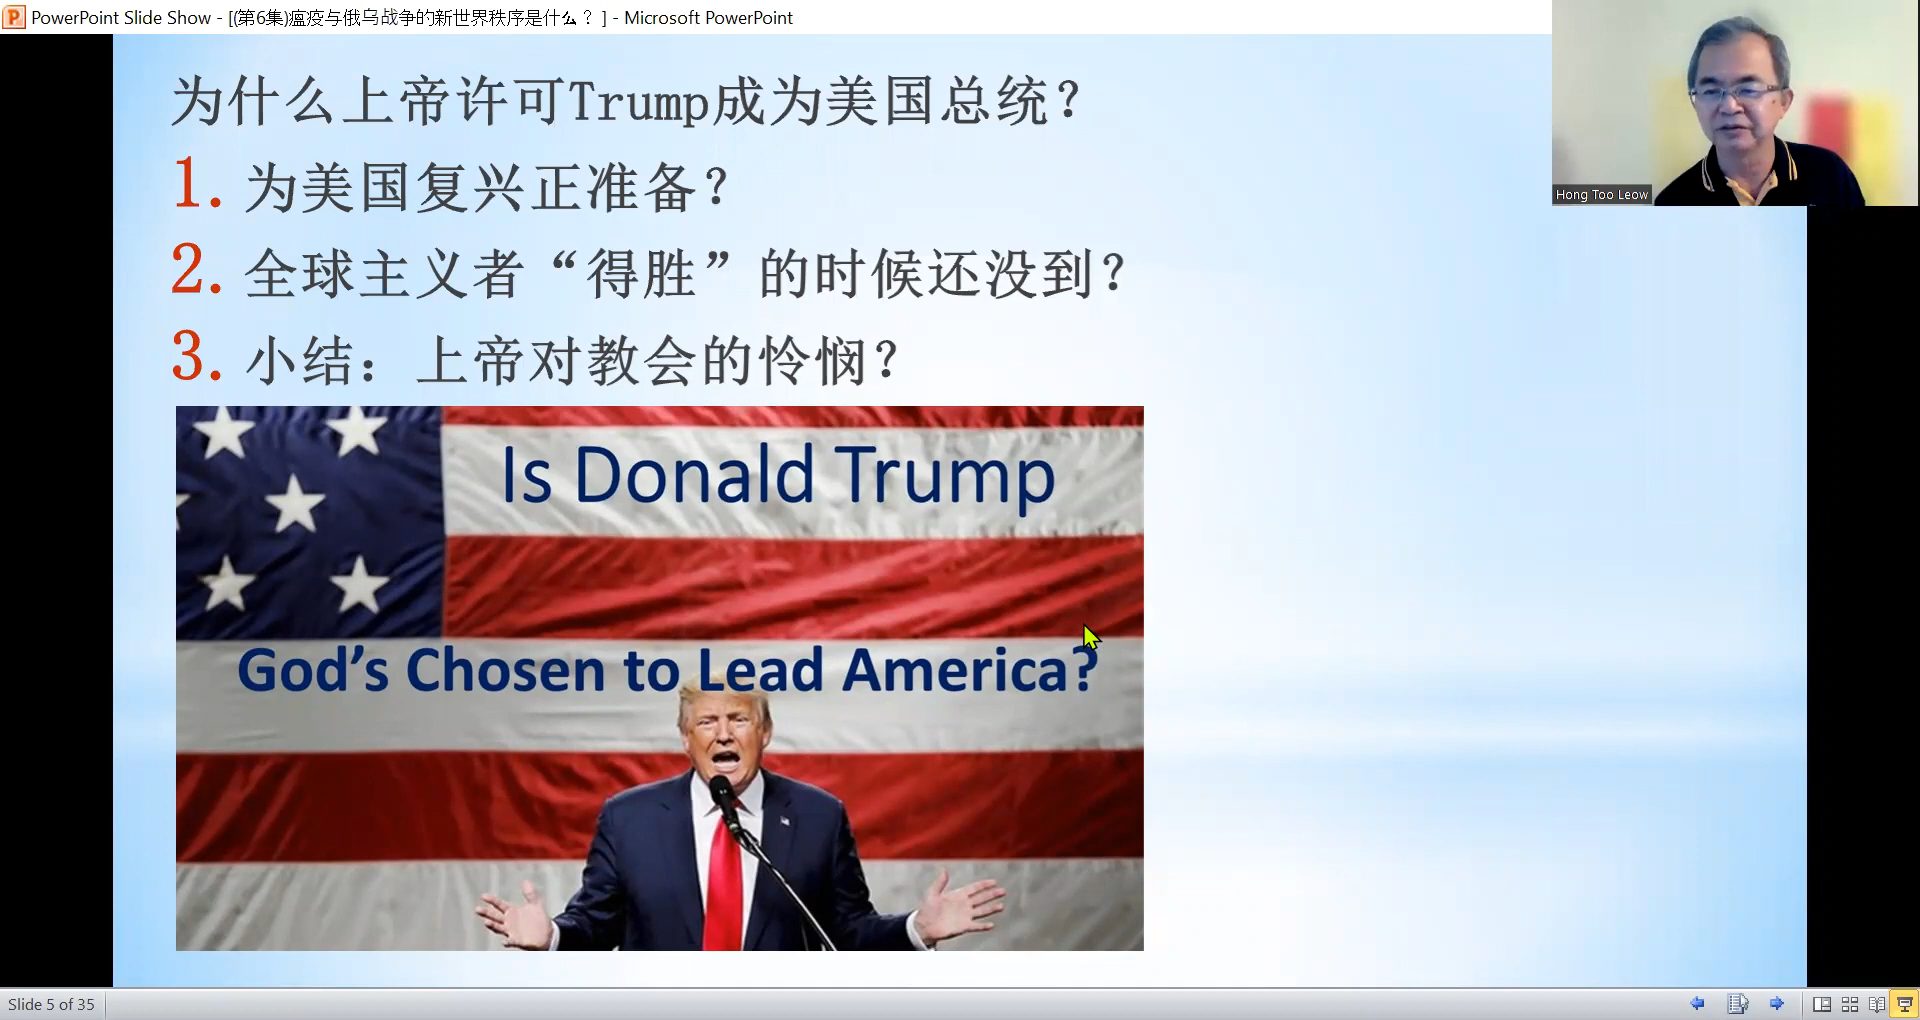 PowerPoint Slide Show - [(第6集)瘟疫与俄乌战争的新世界秩序是什么？ ] - Microsoft PowerPoint
为什么上帝许可Trump成为美国总统？
1. 为美国复兴正准备？
2. 全球主义者“得胜”的时候还没到？
3. 小结：上帝对教会的怜悯？
Is Donald Trump
God’s Chosen to Lead America?
Hong Too Leow
Slide 5 of 35